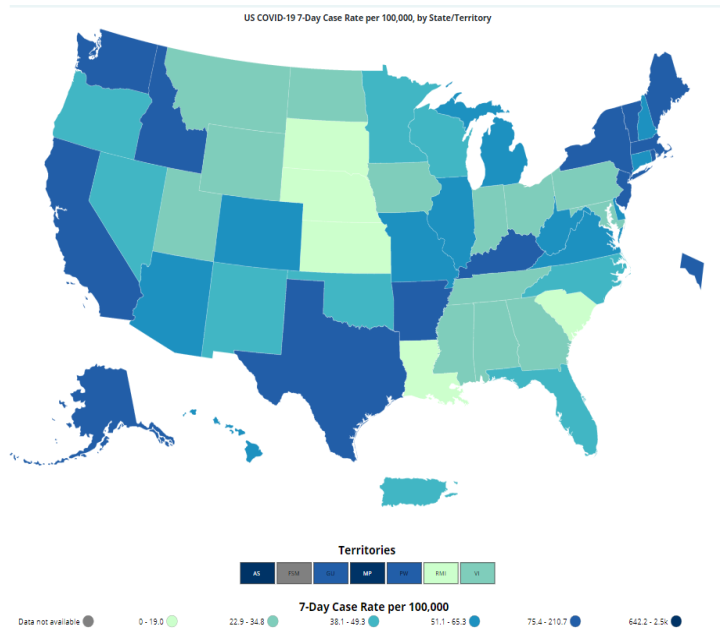 US COVID-19 7-Day Case Rate per 100,000, by State/Territory
Territories
AS FSM GU MP PW RMI VI
7-Day Case Rate per 100,000
Data not available 0 - 19.0 22.9 - 34.8 38.1 - 49.3 51.1 - 65.3 75.4 - 210.7 642.2 - 2.5k